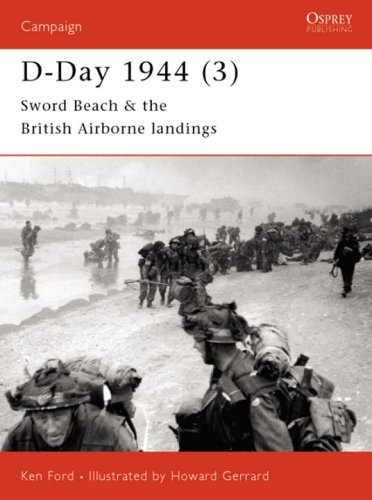 Campaign
OSPREY
PUBLISHING
D-Day 1944 (3)
Sword Beach & the
British Airborne landings
Ken Ford • Illustrated by Howard Gerrard